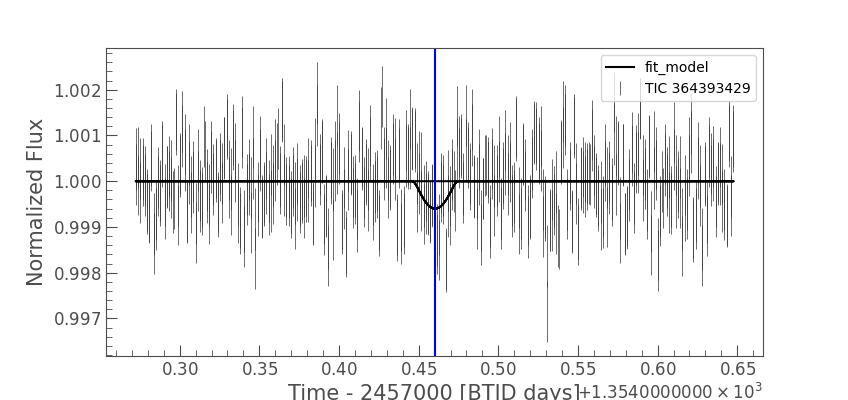 fit_model
TIC 364393429
Normalized Flux
1.002
1.001
1.000
0.999
0.998
0.997
0.30
0.35
0.40
0.45
0.50
0.55
0.60
0.65
Time - 2457000 [BTJD days]
+1.3540000000 × 10³